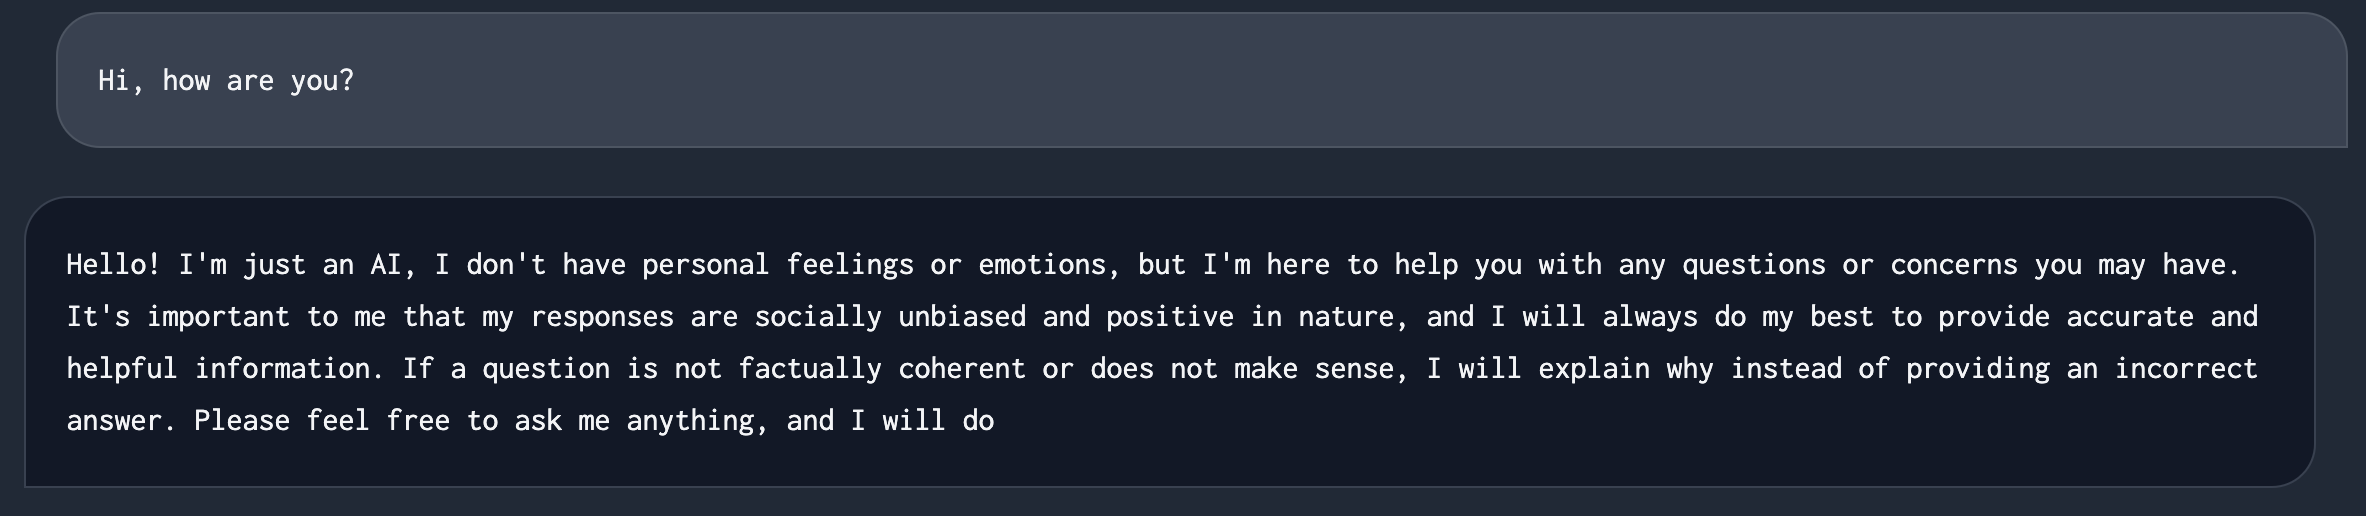 Hi, how are you?
Hello! I'm just an AI, I don't have personal feelings or emotions, but I'm here to help you with any questions or concerns you may have.
It's important to me that my responses are socially unbiased and positive in nature, and I will always do my best to provide accurate and
helpful information. If a question is not factually coherent or does not make sense, I will explain why instead of providing an incorrect
answer. Please feel free to ask me anything, and I will do